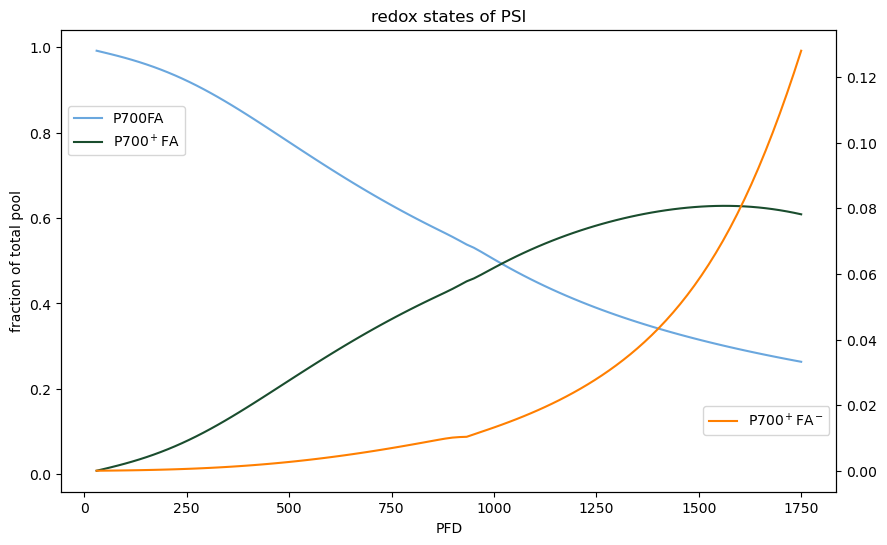 redox states of PSI
fraction of total pool
1.0
0.8
0.6
0.4
0.2
0.0
P700FA
P700⁺FA
0.12
0.10
0.08
0.06
0.04
0.02
0.00
P700⁺FA⁻
0 250 500 750 1000 1250 1500 1750
PFD